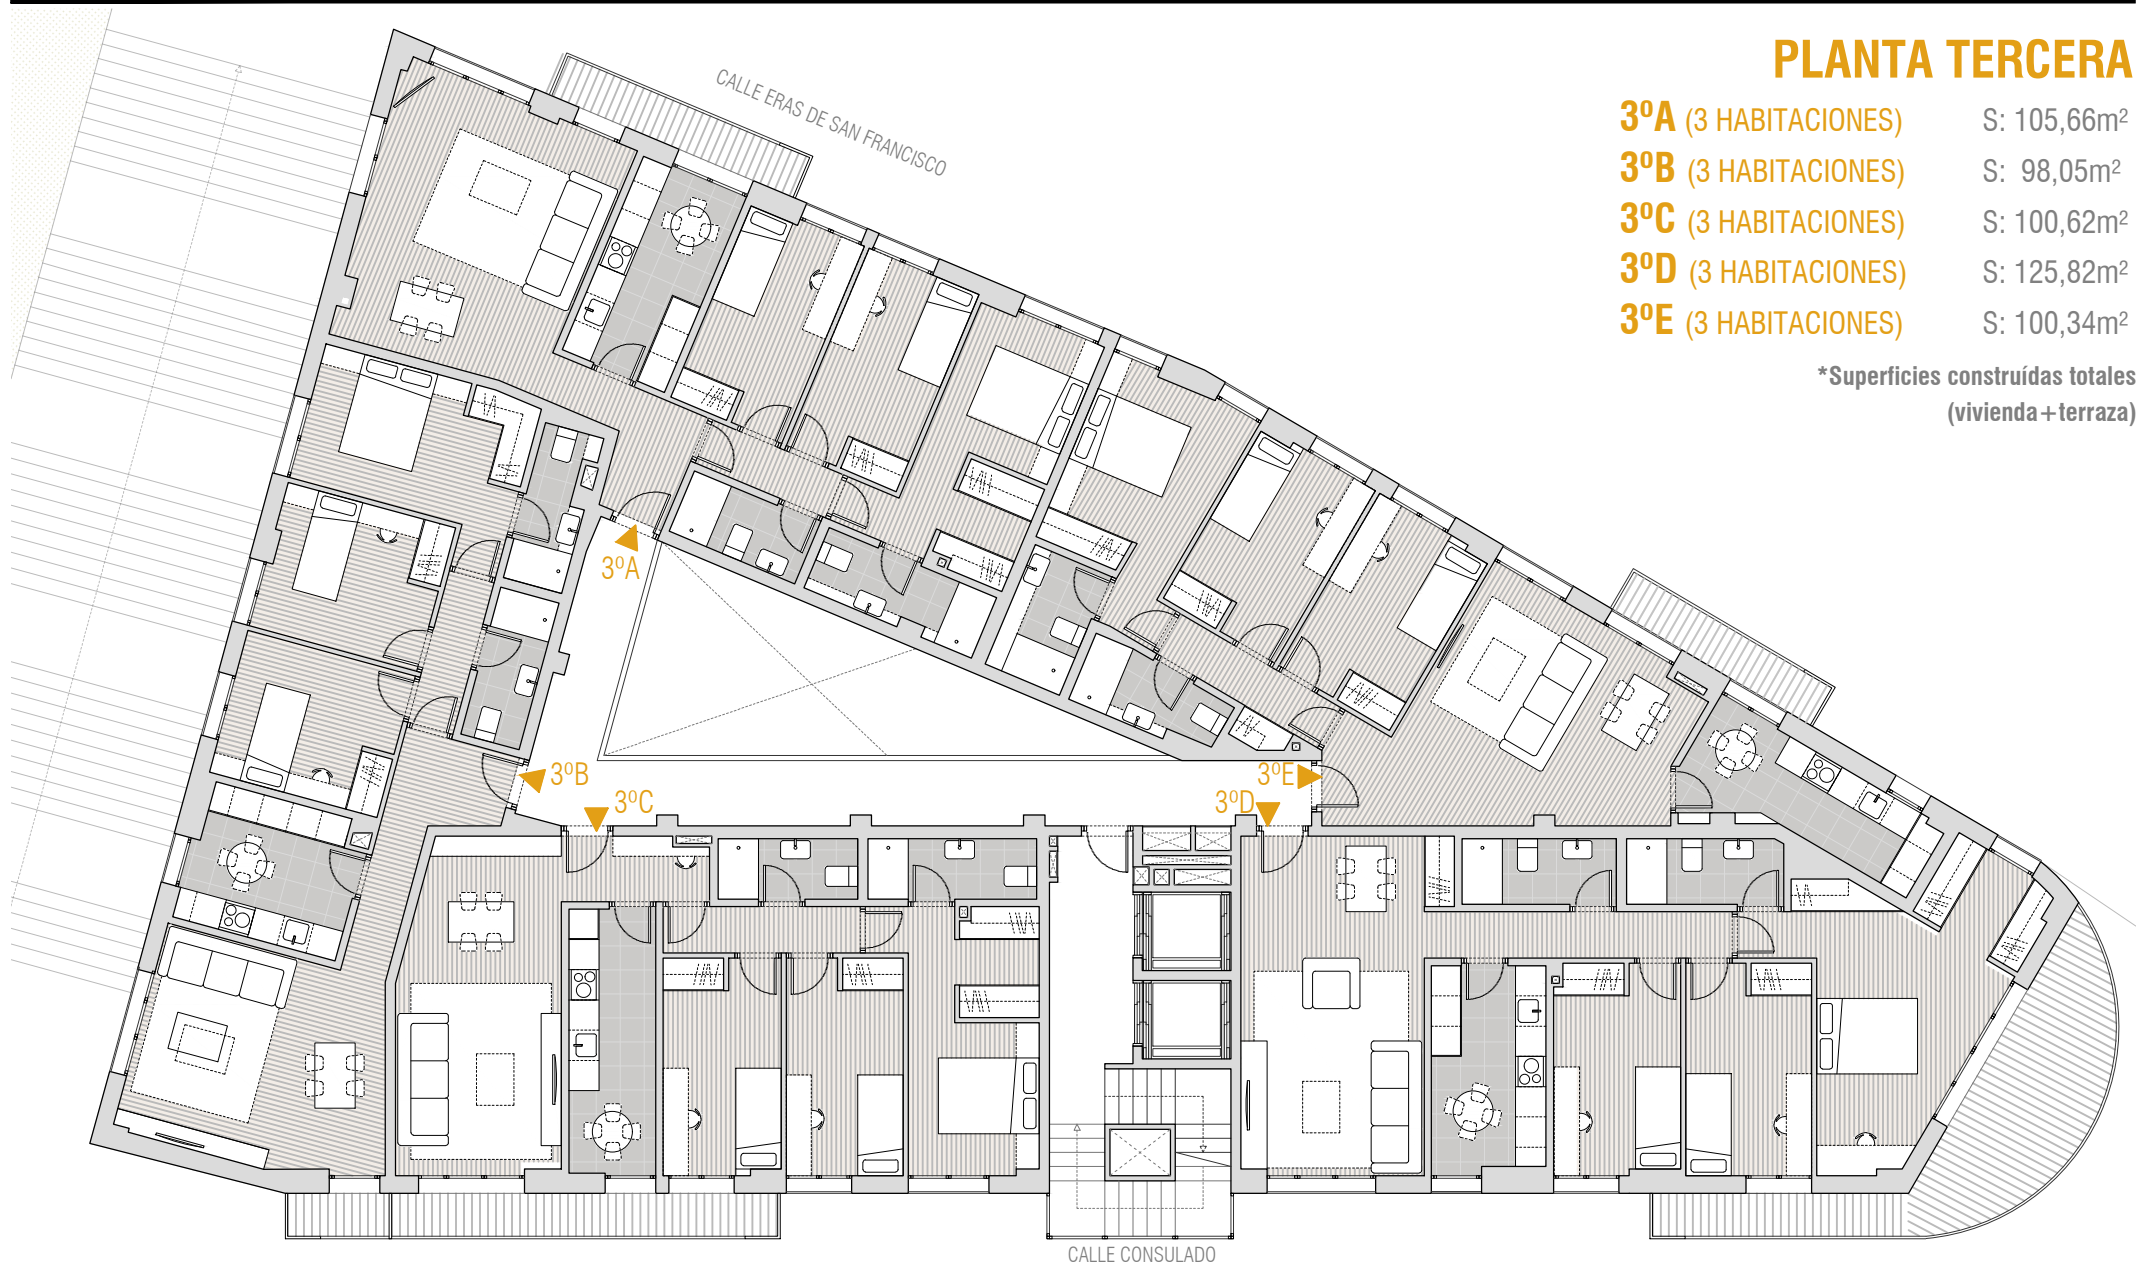 PLANTA TERCERA
3ºA (3 HABITACIONES) S: 105,66m²
3ºB (3 HABITACIONES) S: 98,05m²
3ºC (3 HABITACIONES) S: 100,62m²
3ºD (3 HABITACIONES) S: 125,82m²
3ºE (3 HABITACIONES) S: 100,34m²
*Superficies construídas totales
(vivienda+terraza)
CALLE ERAS DE SAN FRANCISCO
3ºA
3ºB
3ºC
3ºE
3ºD
CALLE CONSULADO